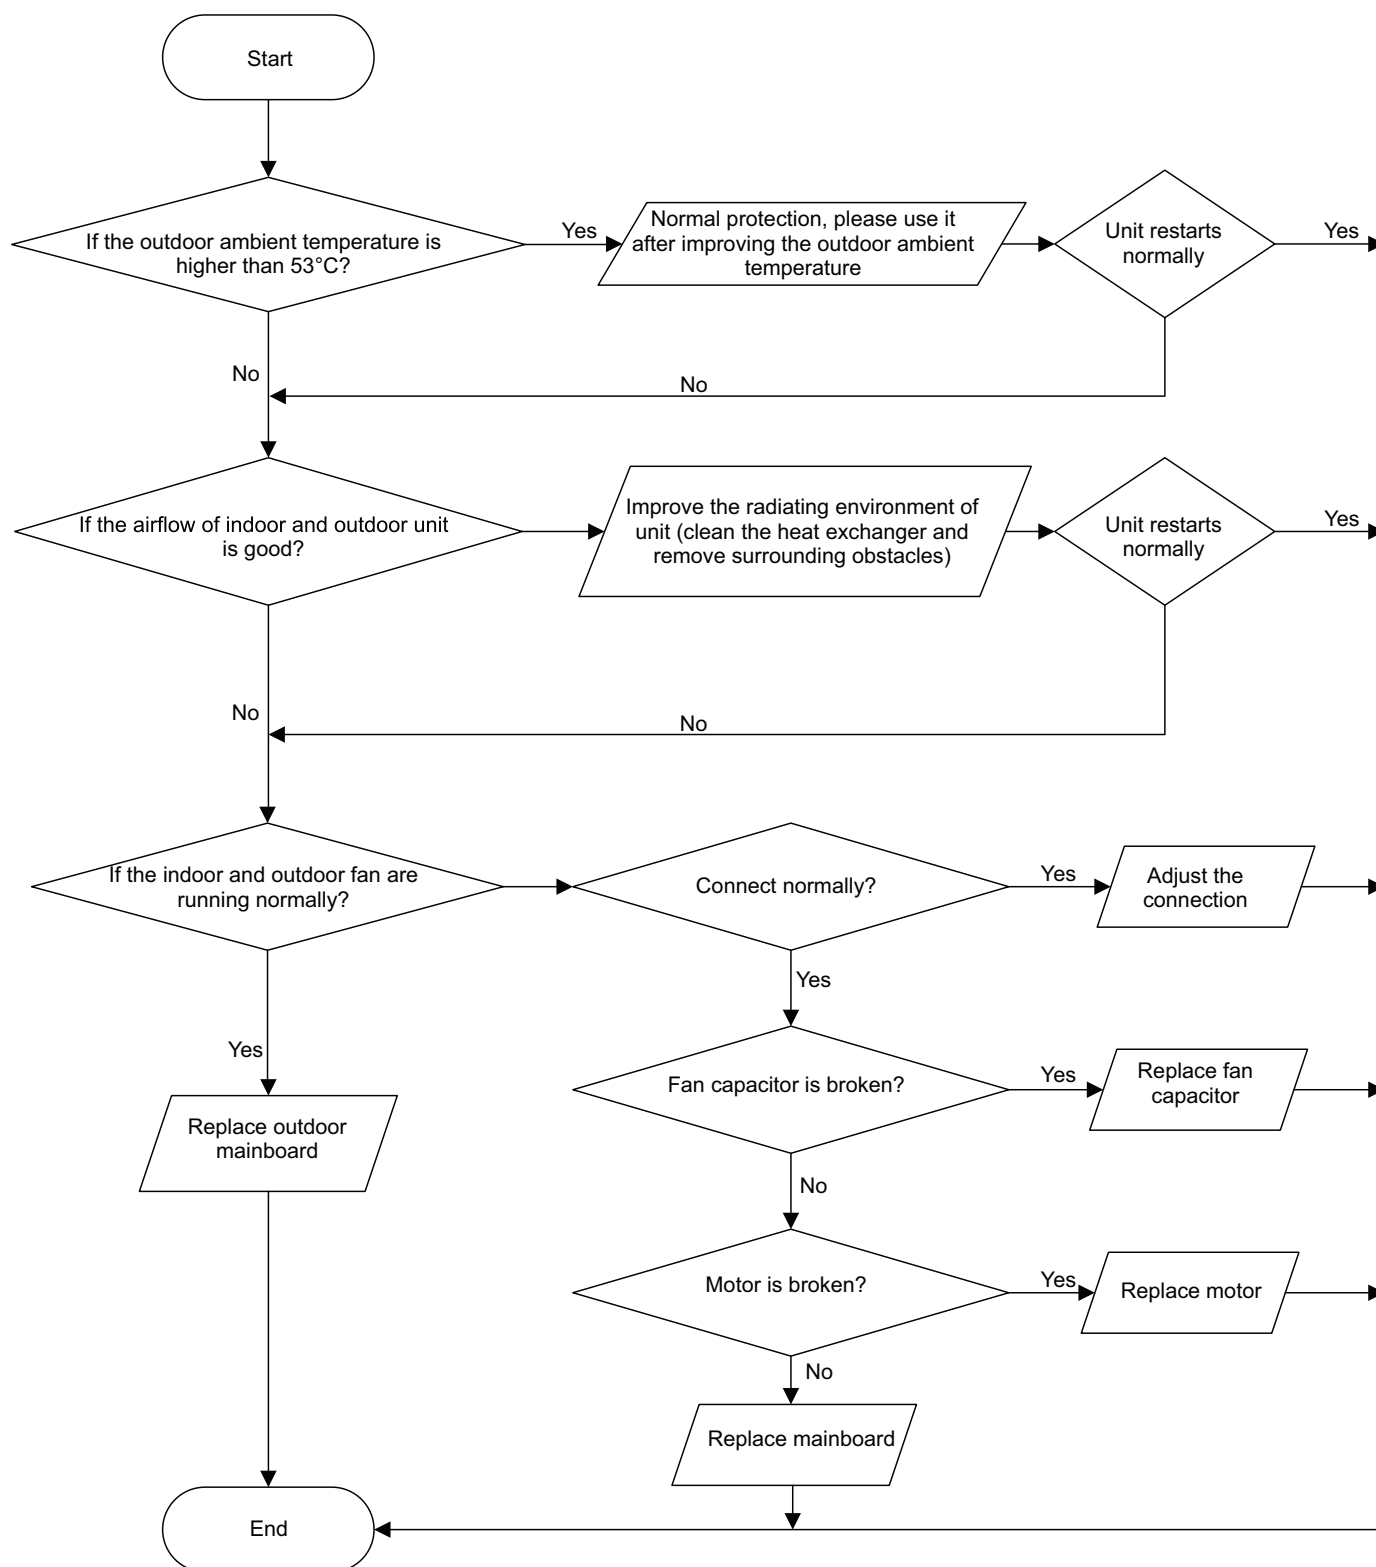 Start
If the outdoor ambient temperature is
higher than 53°C?
Yes
Normal protection, please use it
after improving the outdoor ambient
temperature
Unit restarts
normally
Yes
No
No
If the airflow of indoor and outdoor unit
is good?
Improve the radiating environment of
unit (clean the heat exchanger and
remove surrounding obstacles)
Unit restarts
normally
Yes
No
No
If the indoor and outdoor fan are
running normally?
Connect normally?
Yes
Adjust the
connection
Yes
Yes
Fan capacitor is broken?
Yes
Replace fan
capacitor
Replace outdoor
mainboard
No
Motor is broken?
Yes
Replace motor
No
Replace mainboard
End